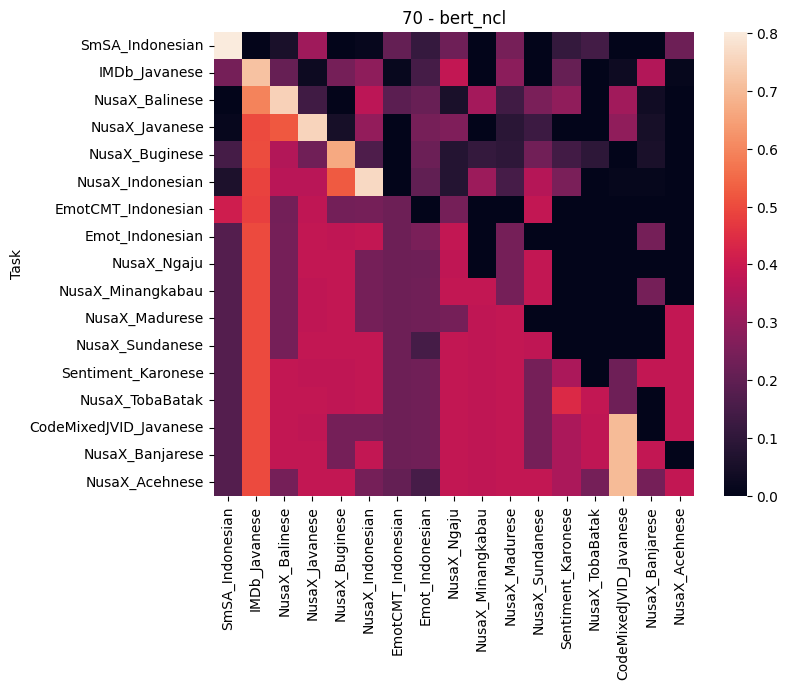 70 - bert_ncl
Task
SmSA_Indonesian
IMDb_Javanese
NusaX_Balinese
NusaX_Javanese
NusaX_Buginese
NusaX_Indonesian
EmotCMT_Indonesian
Emot_Indonesian
NusaX_Ngaju
NusaX_Minangkabau
NusaX_Madurese
NusaX_Sundanese
Sentiment_Karonese
NusaX_TobaBatak
CodeMixedJVID_Javanese
NusaX_Banjarese
NusaX_Acehnese
SmSA_Indonesian
IMDb_Javanese
NusaX_Balinese
NusaX_Javanese
NusaX_Buginese
NusaX_Indonesian
EmotCMT_Indonesian
Emot_Indonesian
NusaX_Ngaju
NusaX_Minangkabau
NusaX_Madurese
NusaX_Sundanese
Sentiment_Karonese
NusaX_TobaBatak
CodeMixedJVID_Javanese
NusaX_Banjarese
NusaX_Acehnese
0.8
0.7
0.6
0.5
0.4
0.3
0.2
0.1
0.0